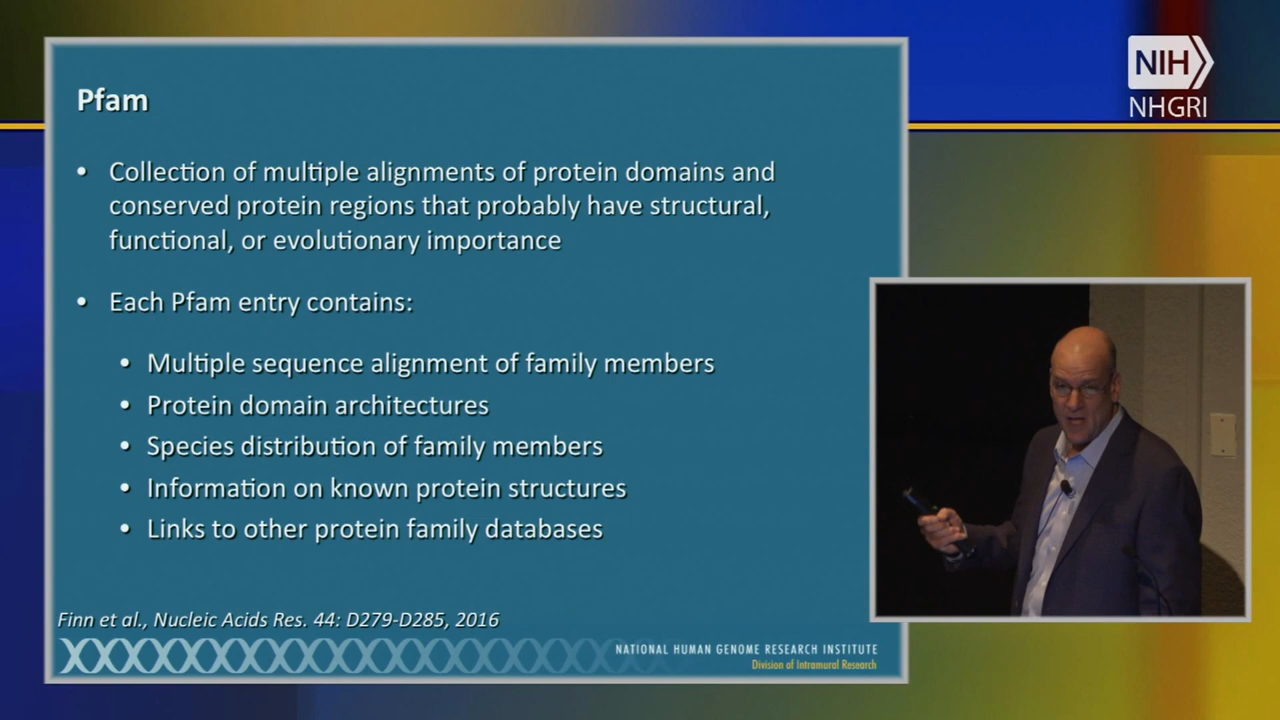 Pfam
• Collection of multiple alignments of protein domains and
conserved protein regions that probably have structural,
functional, or evolutionary importance
• Each Pfam entry contains:
• Multiple sequence alignment of family members
• Protein domain architectures
• Species distribution of family members
• Information on known protein structures
• Links to other protein family databases
Finn et al., Nucleic Acids Res. 44: D279-D285, 2016
NATIONAL HUMAN GENOME RESEARCH INSTITUTE
Division of Intramural Research
NIH
NHGRI